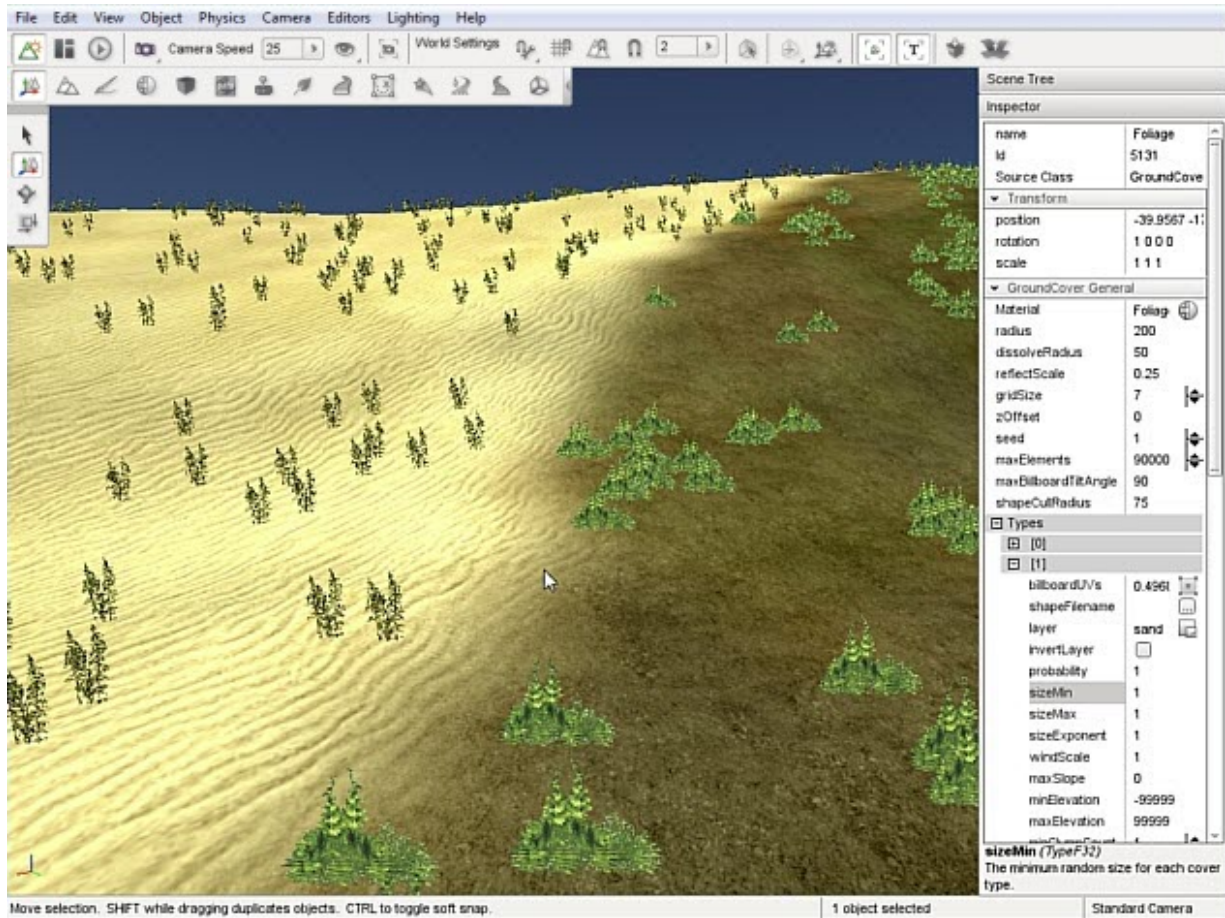 File Edit View Object Physics Camera Editors Lighting Help
Camera Speed 25 World Settings 2
Scene Tree
Inspector
name Foliage
Id 5131
Source Class GroundCove
Transform
position -39.9567 -1
rotation 1 0 0 0
scale 1 1 1
GroundCover General
Material Foliag
radius 200
dissolveRadius 50
reflectScale 0.25
gridSize 7
zOffset 0
seed 1
maxElements 90000
maxBillboardTiltAngle 90
shapeCullRadius 75
Types
[0]
[1]
billboardUVs 0.496
shapeFilename ...
layer sand
invertLayer
probability 1
sizeMin 1
sizeMax 1
sizeExponent 1
windScale 1
maxSlope 0
minElevation -99999
maxElevation 99999
minClumpCount 1
sizeMin (TypeF32)
The minimum random size for each cover
type.
Move selection. SHIFT while dragging duplicates objects. CTRL to toggle soft snap. 1 object selected Standard Camera